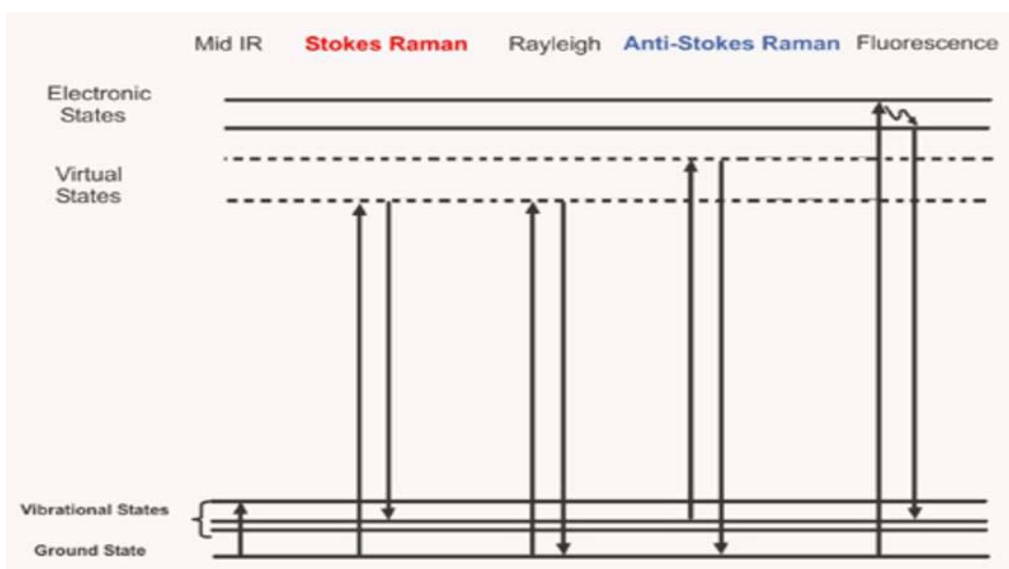 Mid IR Stokes Raman Rayleigh Anti-Stokes Raman Fluorescence
Electronic
States
Virtual
States
Vibrational States
Ground State